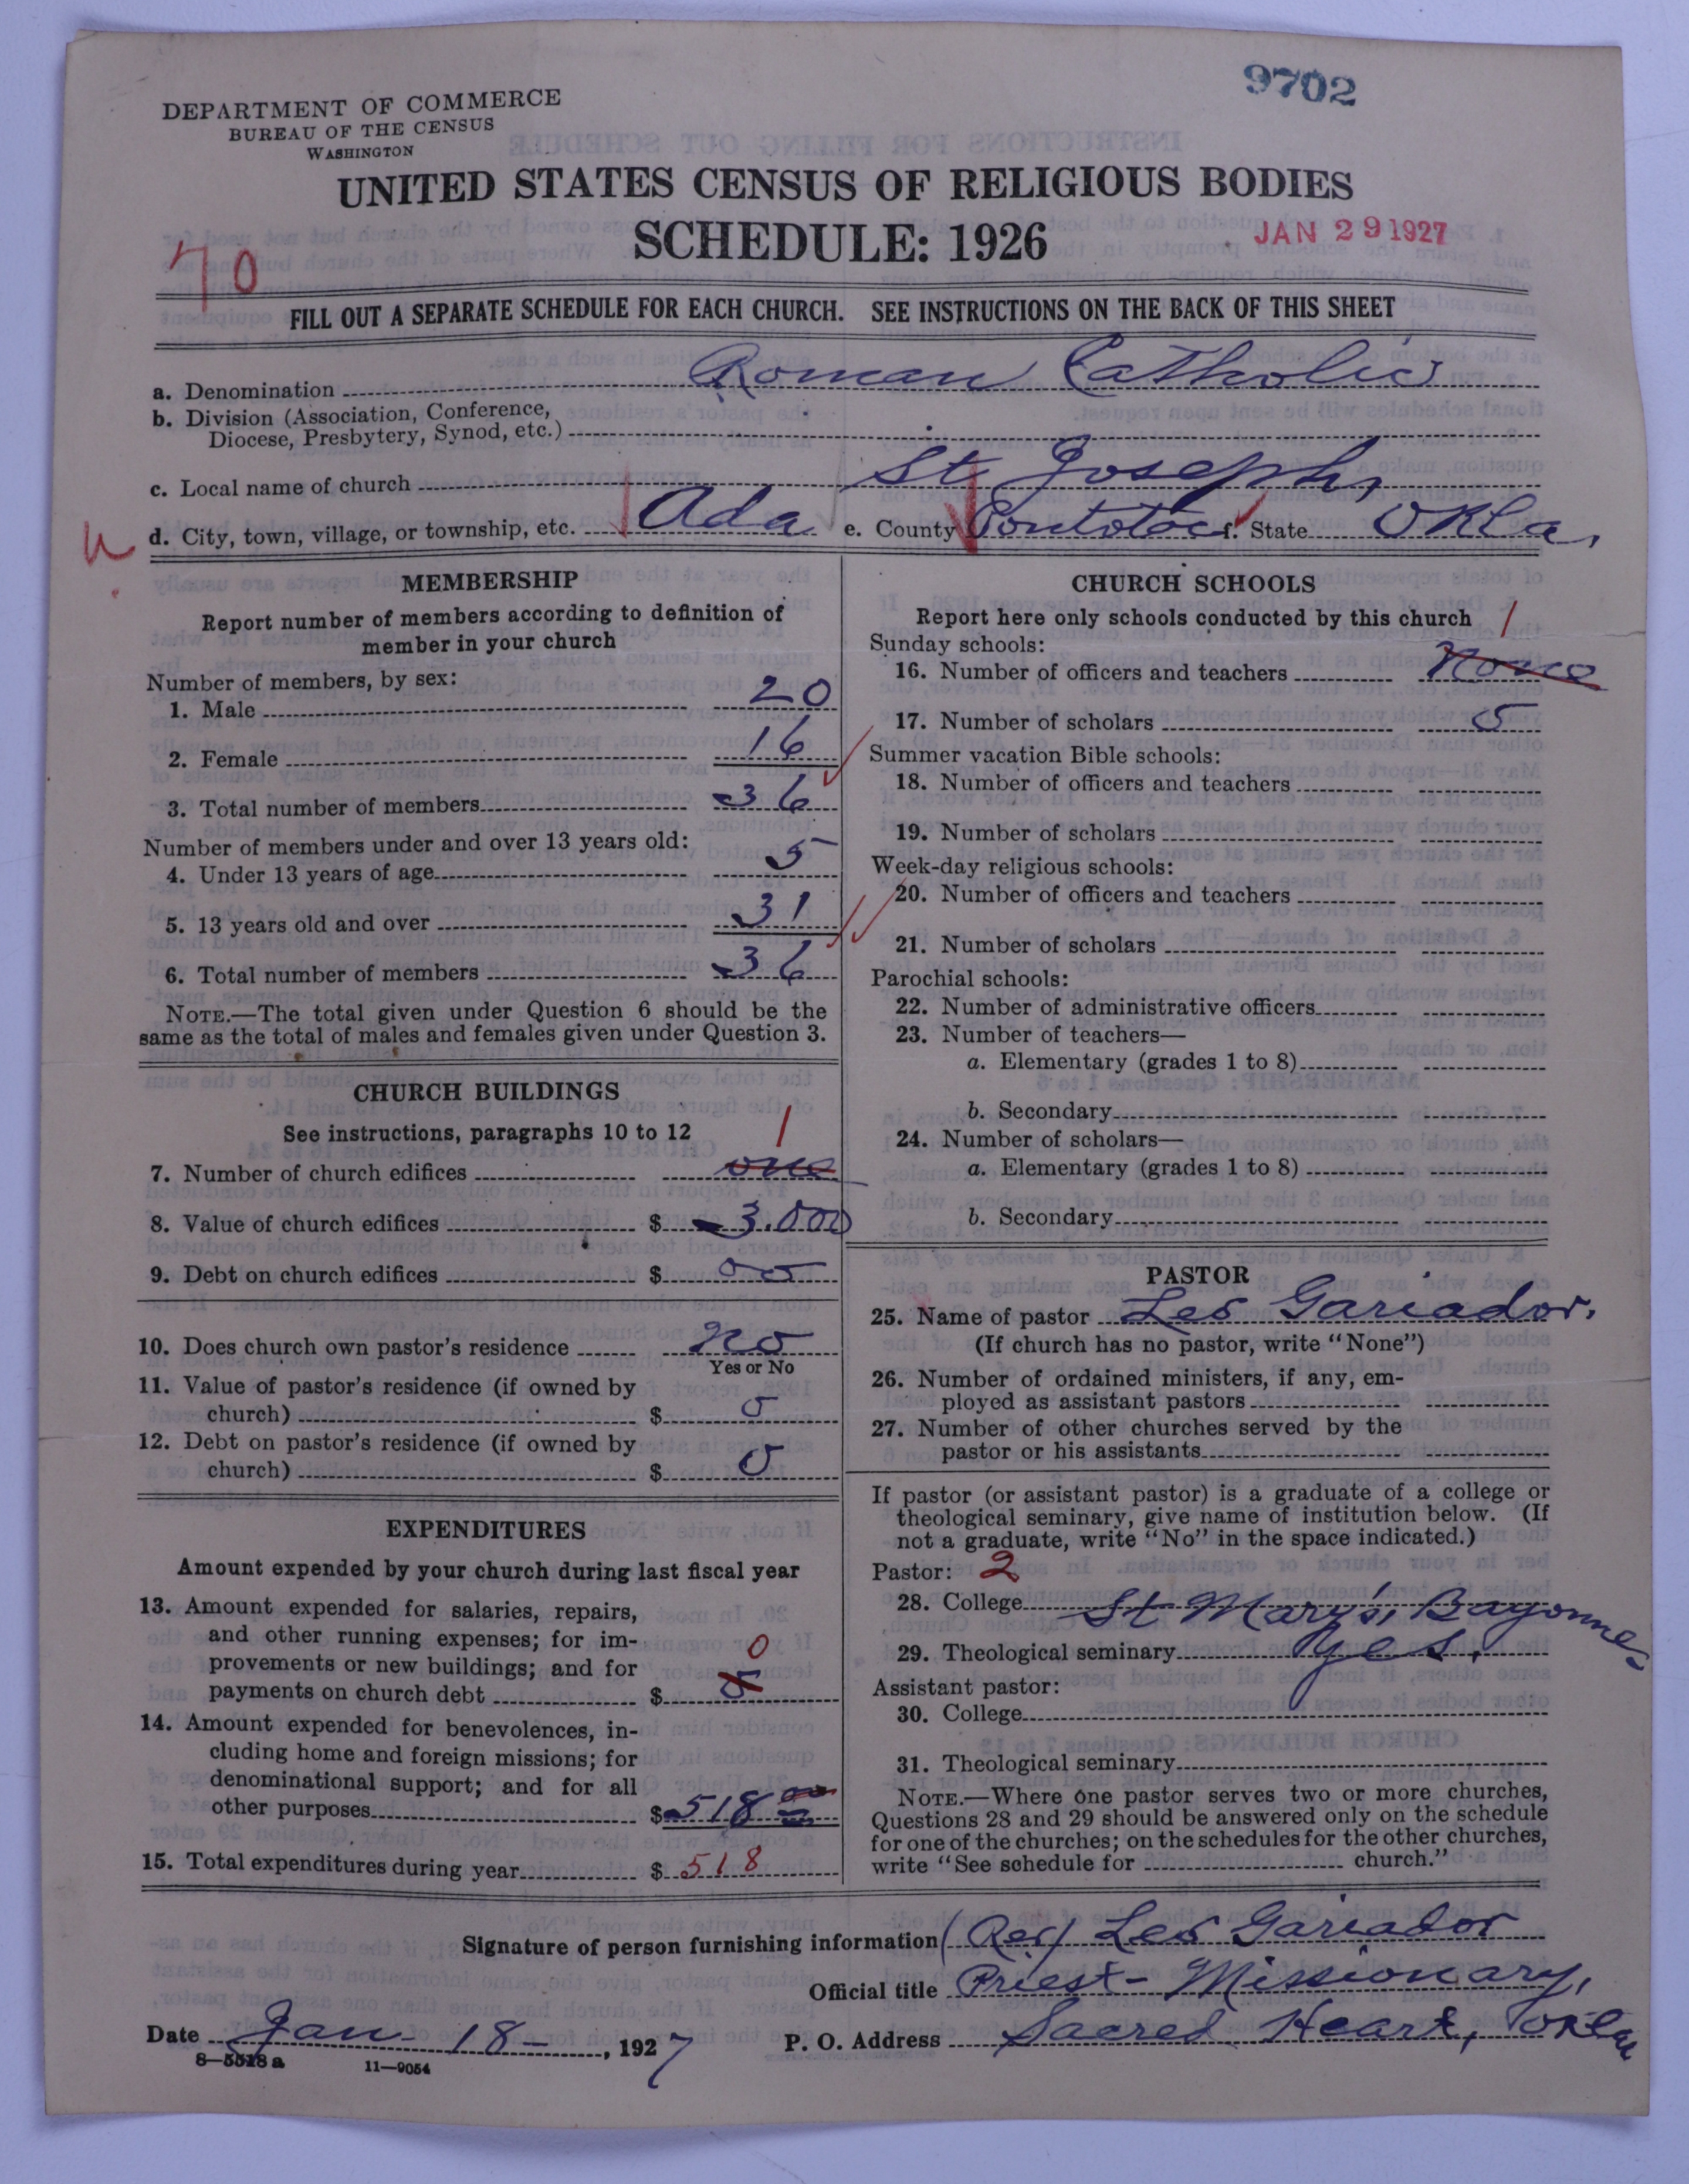 9702
DEPARTMENT OF COMMERCE
BUREAU OF THE CENSUS
WASHINGTON
UNITED STATES CENSUS OF RELIGIOUS BODIES
SCHEDULE: 1926
JAN 29 1927
70
FILL OUT A SEPARATE SCHEDULE FOR EACH CHURCH. SEE INSTRUCTIONS ON THE BACK OF THIS SHEET
a. Denomination Roman Catholic
b. Division (Association, Conference,
Diocese, Presbytery, Synod, etc.)
c. Local name of church St Joseph,
d. City, town, village, or township, etc. Ada e. County Pontotoc f. State Okla,
MEMBERSHIP
Report number of members according to definition of
member in your church
Number of members, by sex:
1. Male 20
2. Female 16
3. Total number of members 36
Number of members under and over 13 years old:
4. Under 13 years of age 5
5. 13 years old and over 31
6. Total number of members 36
NOTE.—The total given under Question 6 should be the
same as the total of males and females given under Question 3.
CHURCH BUILDINGS
See instructions, paragraphs 10 to 12
1
7. Number of church edifices one
8. Value of church edifices $ 3.000
9. Debt on church edifices $ 00
10. Does church own pastor's residence No
Yes or No
11. Value of pastor's residence (if owned by
church) $ 0
12. Debt on pastor's residence (if owned by
church) $ 0
EXPENDITURES
Amount expended by your church during last fiscal year
13. Amount expended for salaries, repairs,
and other running expenses; for im-
provements or new buildings; and for 0
payments on church debt $
14. Amount expended for benevolences, in-
cluding home and foreign missions; for
denominational support; and for all
other purposes $ 518 00
15. Total expenditures during year $ 518
CHURCH SCHOOLS
Report here only schools conducted by this church 1
Sunday schools:
16. Number of officers and teachers None
17. Number of scholars 5
Summer vacation Bible schools:
18. Number of officers and teachers
19. Number of scholars
Week-day religious schools:
20. Number of officers and teachers
21. Number of scholars
Parochial schools:
22. Number of administrative officers
23. Number of teachers—
a. Elementary (grades 1 to 8)
b. Secondary
24. Number of scholars—
a. Elementary (grades 1 to 8)
b. Secondary
PASTOR
25. Name of pastor Leo Gariador.
(If church has no pastor, write "None")
26. Number of ordained ministers, if any, em-
ployed as assistant pastors
27. Number of other churches served by the
pastor or his assistants
If pastor (or assistant pastor) is a graduate of a college or
theological seminary, give name of institution below. (If
not a graduate, write "No" in the space indicated.)
Pastor: 2
28. College St Mary's, Bayonne
29. Theological seminary Yes.
Assistant pastor:
30. College
31. Theological seminary
NOTE.—Where one pastor serves two or more churches,
Questions 28 and 29 should be answered only on the schedule
for one of the churches; on the schedules for the other churches,
write "See schedule for church."
Signature of person furnishing information (Rev) Leo Gariador
Official title Priest - Missionary,
Date Jan - 18 - , 1927 P. O. Address Sacred Heart, Okla
8—5518 a 11—9054